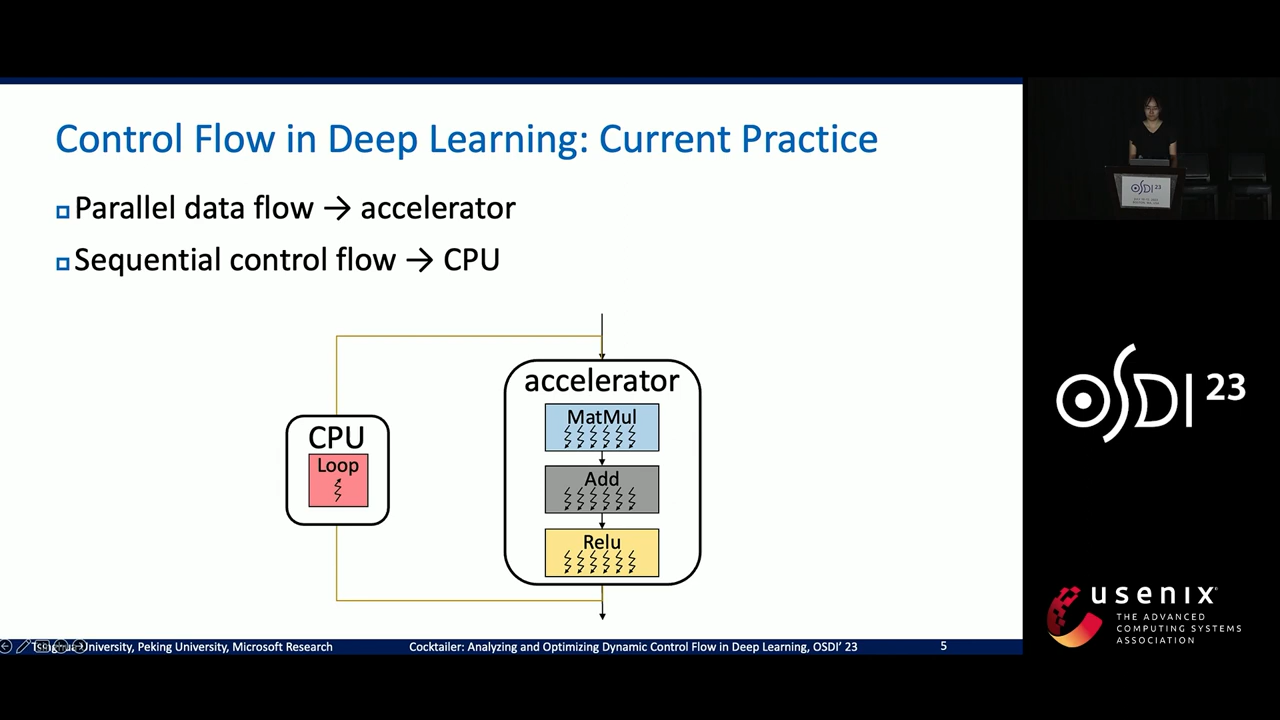 Control Flow in Deep Learning: Current Practice
Parallel data flow → accelerator
Sequential control flow → CPU
accelerator
MatMul
CPU
Loop
Add
Relu
University, Peking University, Microsoft Research
Cocktailer: Analyzing and Optimizing Dynamic Control Flow in Deep Learning, OSDI' 23
5
OSDI 23
OSDI 23
usenix
THE ADVANCED
COMPUTING SYSTEMS
ASSOCIATION